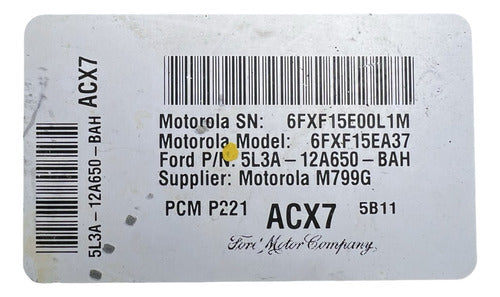 5L3A-12A650-BAH ACX7
Motorola SN: 6FXF15E00L1M
Motorola Model: 6FXF15EA37
Ford P/N: 5L3A-12A650-BAH
Supplier: Motorola M799G
PCM P221 ACX7 5B11
Ford Motor Company